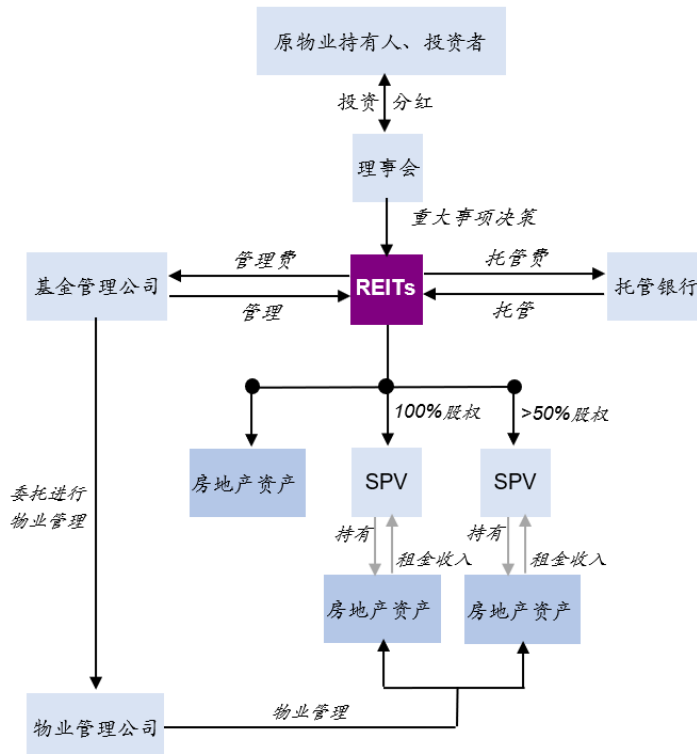 原物业持有人、投资者
投资 分红
理事会
重大事项决策
管理费 托管费
基金管理公司 REITs 托管银行
管理 托管
100%股权 >50%股权
房地产资产 SPV SPV
委托进行
物业管理
持有 持有
租金收入 租金收入
房地产资产 房地产资产
物业管理公司 物业管理